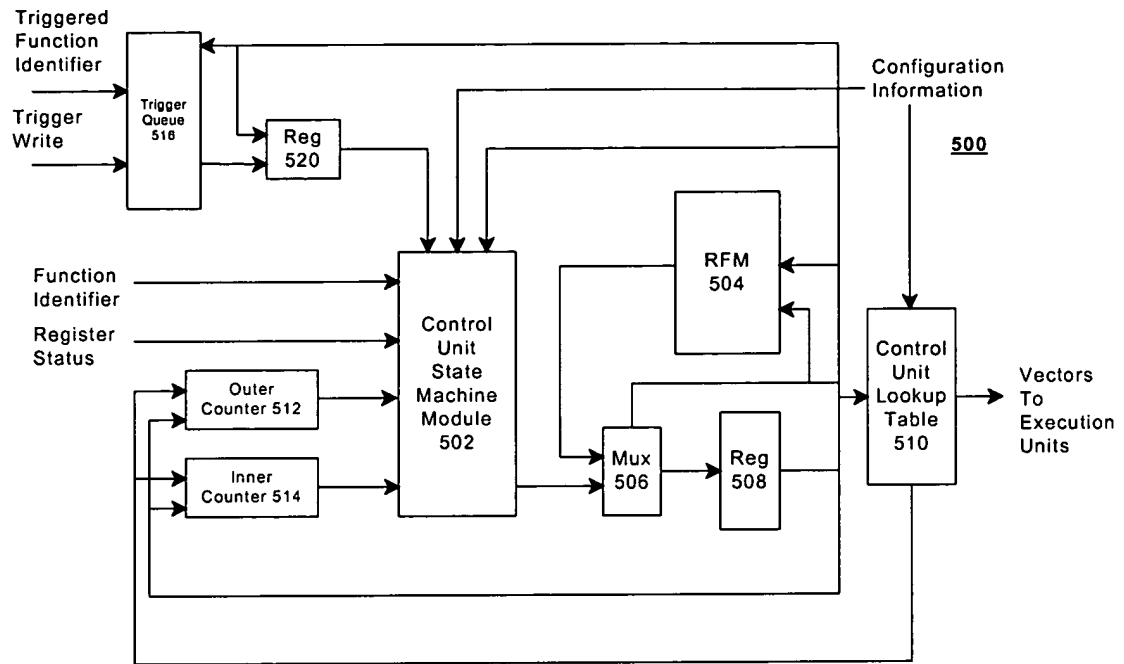 Triggered
Function
Identifier
Trigger
Write
Trigger
Queue
516
Reg
520
Configuration
Information
500
Function
Identifier
Register
Status
Outer
Counter 512
Inner
Counter 514
Control
Unit
State
Machine
Module
502
RFM
504
Mux
506
Reg
508
Control
Unit
Lookup
Table
510
Vectors
To
Execution
Units